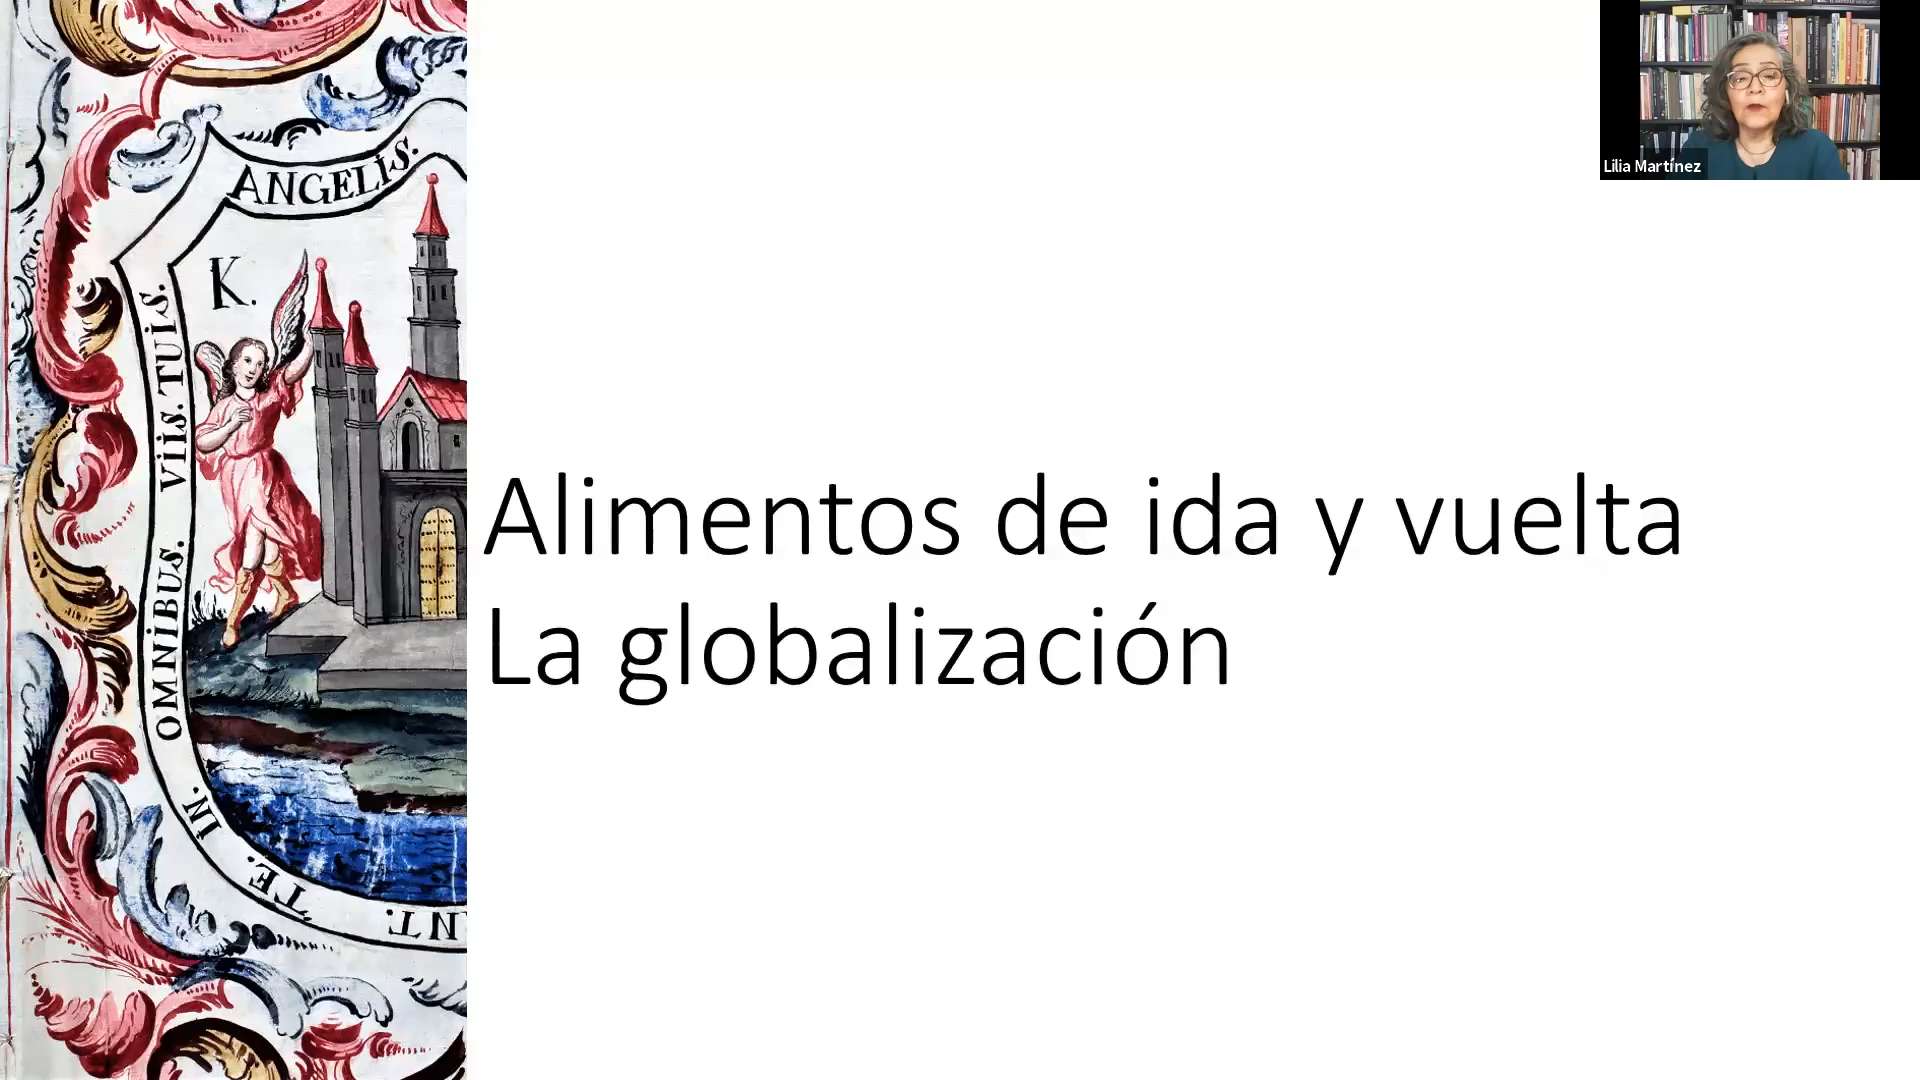 ANGELIS.
K.
OMNIBUS. VIIS. TUIS.
IN.
TE.
NT.
Alimentos de ida y vuelta
La globalización
Lilia Martínez